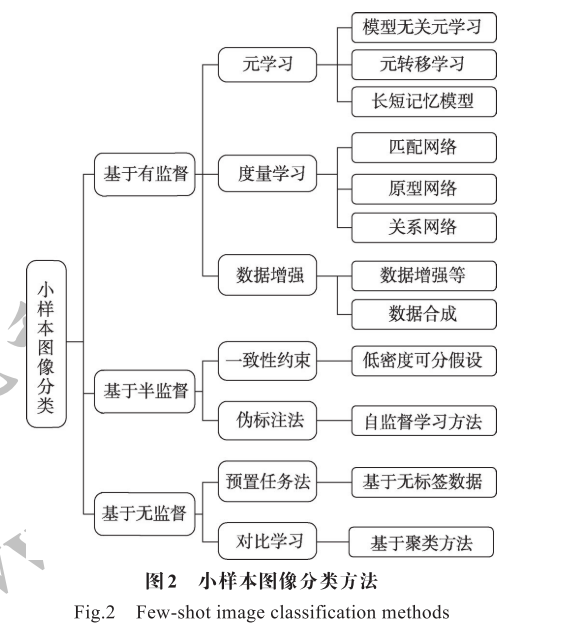 小样本图像分类
基于有监督
元学习
模型无关元学习
元转移学习
长短记忆模型
度量学习
匹配网络
原型网络
关系网络
数据增强
数据增强等
数据合成
基于半监督
一致性约束
低密度可分假设
伪标注法
自监督学习方法
基于无监督
预置任务法
基于无标签数据
对比学习
基于聚类方法
图2 小样本图像分类方法
Fig.2 Few-shot image classification methods